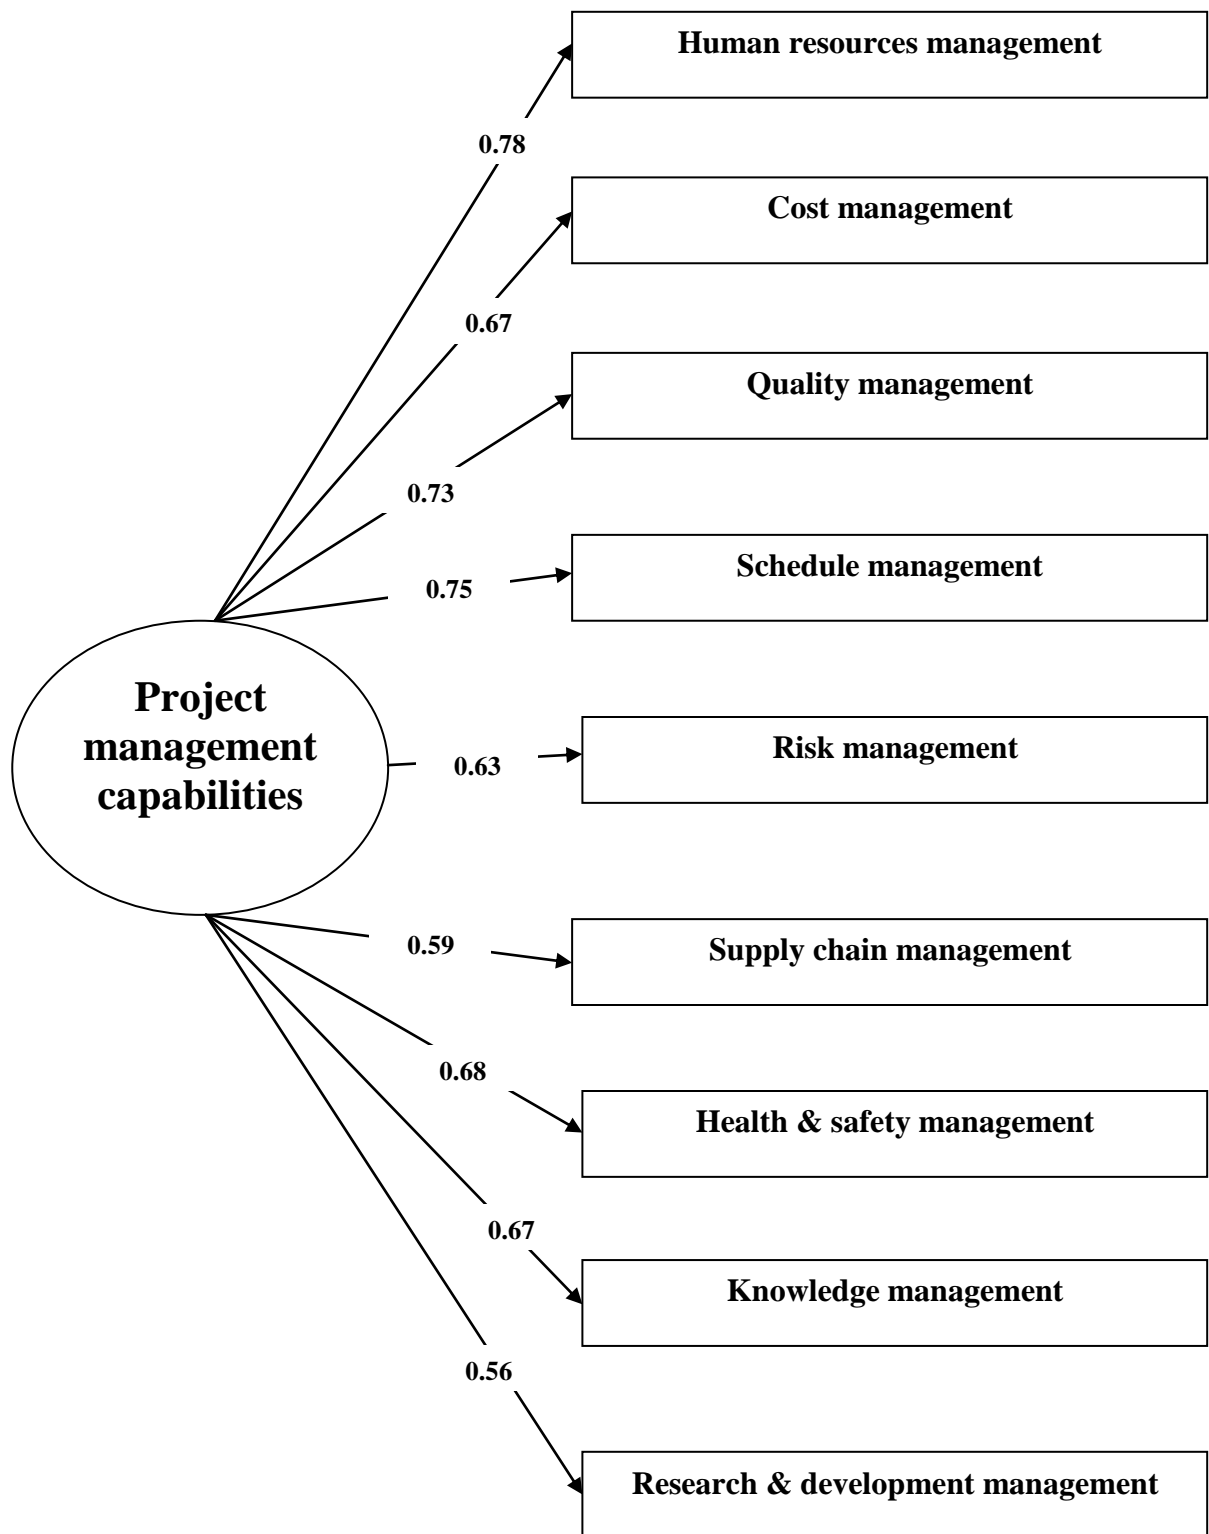 Human resources management
0.78
Cost management
0.67
Quality management
0.73
Schedule management
0.75
Project
management
capabilities
Risk management
0.63
Supply chain management
0.59
0.68
Health & safety management
0.67
Knowledge management
0.56
Research & development management